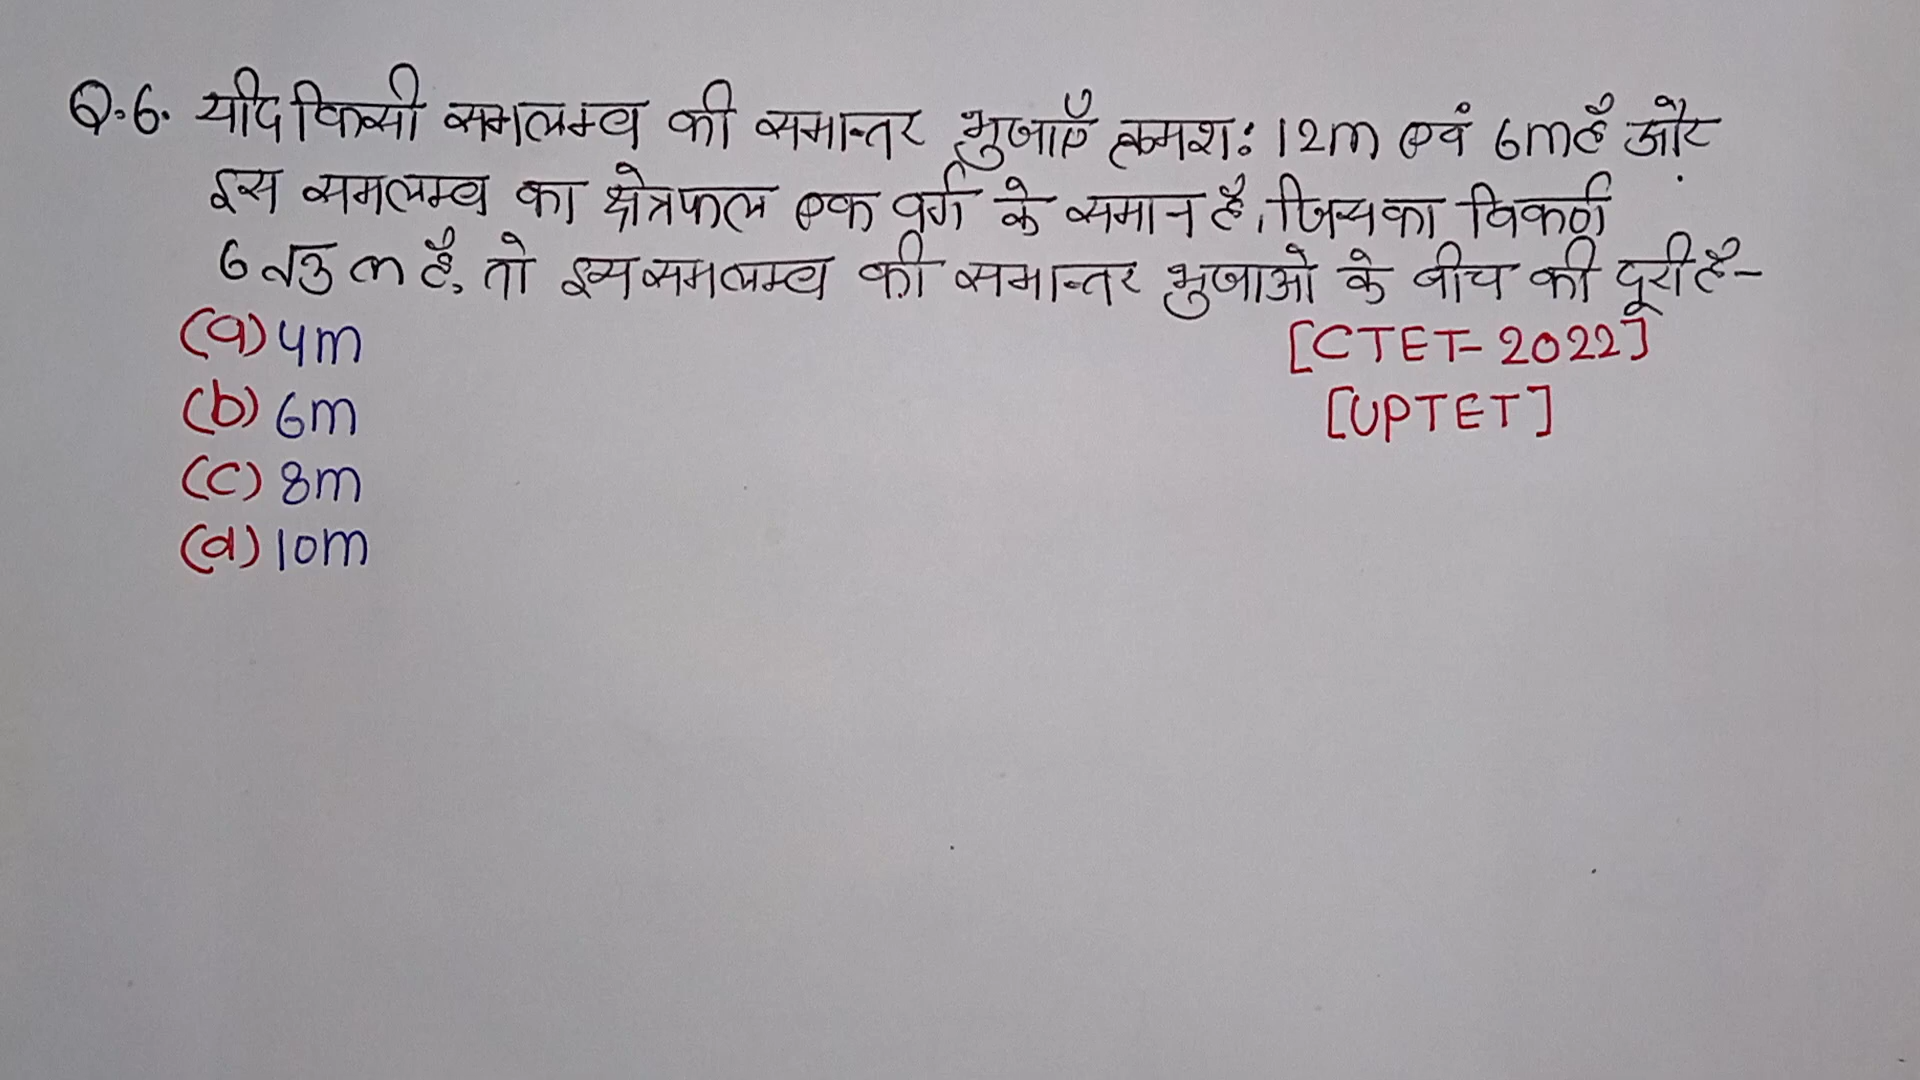 Q.6. यदि किसी समलम्ब की समान्तर भुजाएँ क्रमश: 12m एवं 6m है और
इस समलम्ब का क्षेत्रफल एक वर्ग के समान है, जिसका विकर्ण
6√3 m है, तो इस समलम्ब की समान्तर भुजाओ के बीच की दूरी है-
(a) 4m
[CTET-2022]
(b) 6m
[UPTET]
(c) 8m
(d) 10m